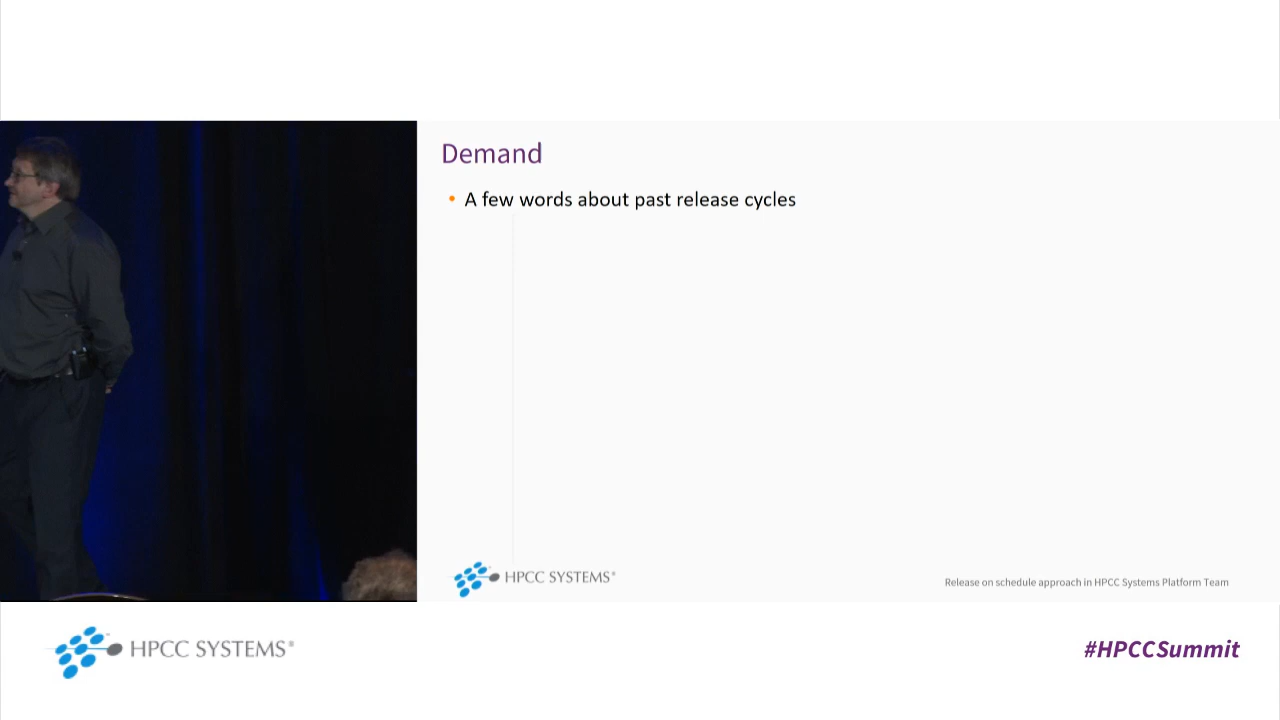 Demand
• A few words about past release cycles
HPCC SYSTEMS®
Release on schedule approach in HPCC Systems Platform Team
HPCC SYSTEMS®
#HPCCSummit